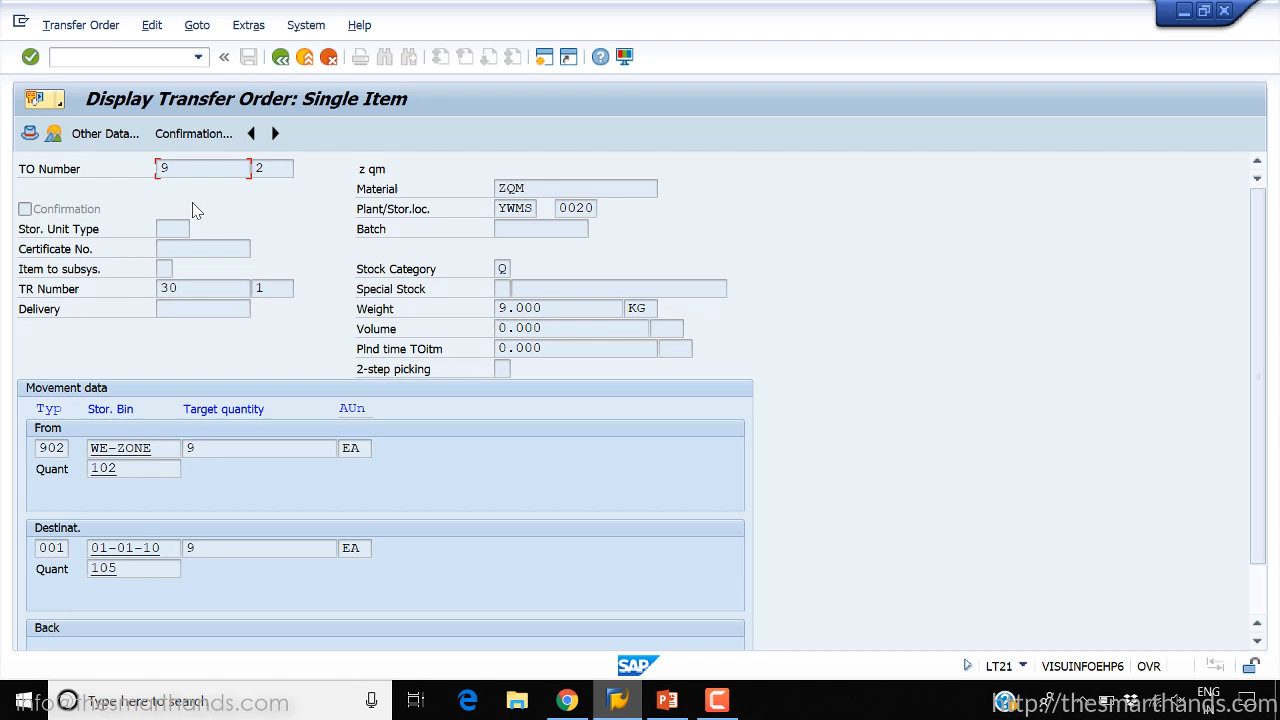 Transfer Order Edit Goto Extras System Help
Display Transfer Order: Single Item
Other Data... Confirmation...
TO Number 9 2
z qm
Material ZQM
Confirmation
Plant/Stor.loc. YWMS 0020
Stor. Unit Type
Batch
Certificate No.
Item to subsys.
Stock Category Q
TR Number 30 1
Special Stock
Delivery
Weight 9.000 KG
Volume 0.000
Plnd time TOitm 0.000
2-step picking
Movement data
Typ Stor. Bin Target quantity AUn
From
902 WE-ZONE 9 EA
Quant 102
Destinat.
001 01-01-10 9 EA
Quant 105
Back
SAP
LT21 VISUINFOEHP6 OVR
Type here to search
ENG
IN
info@thesmarthands.com
http://thesmarthands.com